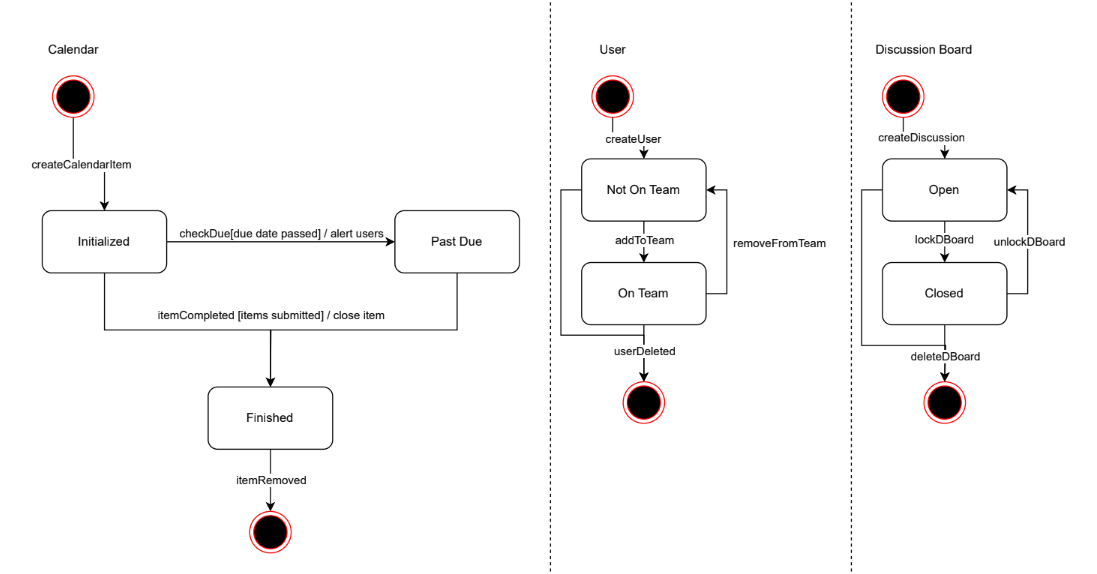 Calendar
createCalendarItem
Initialized
checkDue[due date passed] / alert users
Past Due
itemCompleted [items submitted] / close item
Finished
itemRemoved
User
createUser
Not On Team
addToTeam
removeFromTeam
On Team
userDeleted
Discussion Board
createDiscussion
Open
lockDBoard
unlockDBoard
Closed
deleteDBoard